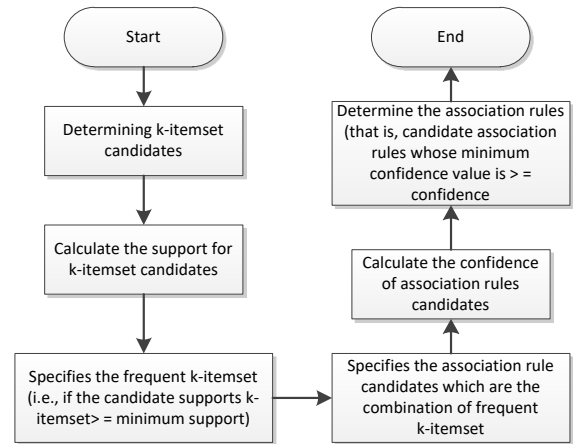 Start
Determining k-itemset
candidates
Calculate the support for
k-itemset candidates
Specifies the frequent k-itemset
(i.e., if the candidate supports k-
itemset> = minimum support)
Specifies the association rule
candidates which are the
combination of frequent
k-itemset
Calculate the confidence
of association rules
candidates
Determine the association rules
(that is, candidate association
rules whose minimum
confidence value is > =
confidence
End